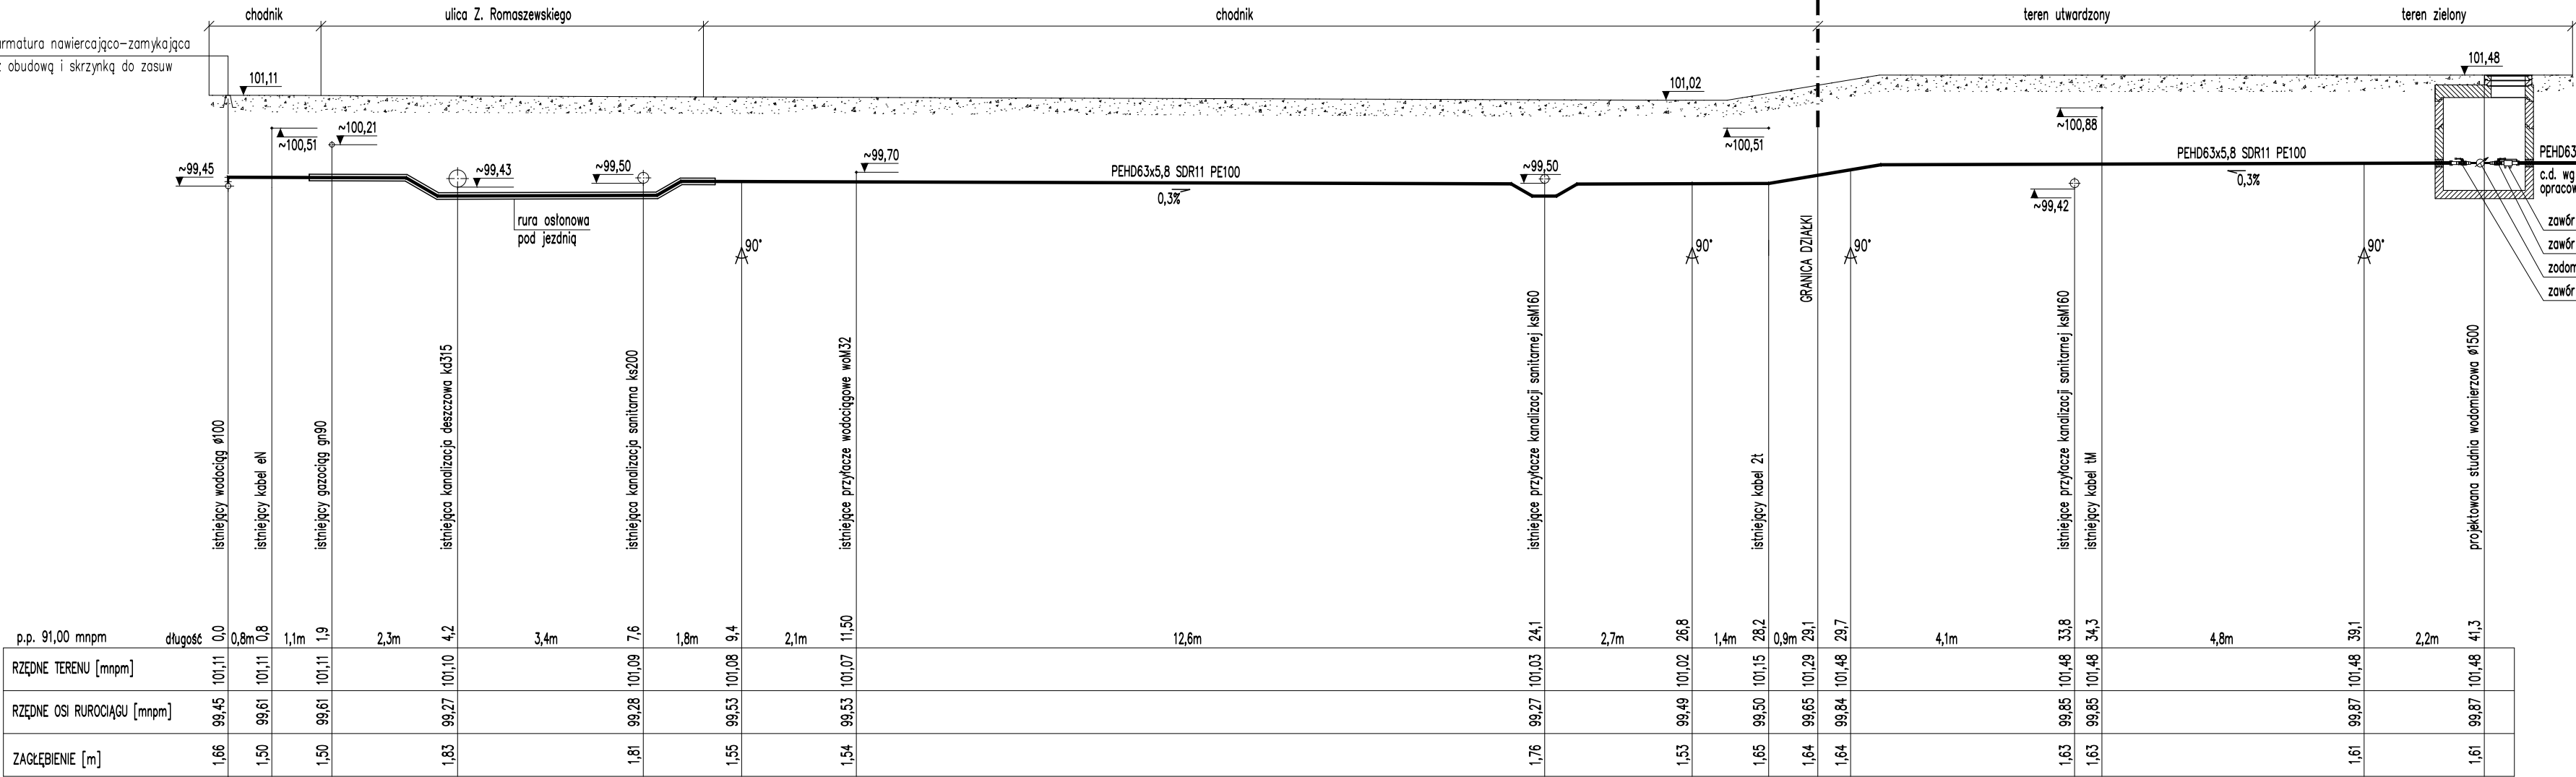 chodnik
ulica Z. Romaszewskiego
chodnik
teren utwardzony
teren zielony
nawiercająco-zamykająca
obudową i skrzynką do zasuw
101,11
101,02
101,48
~100,51
~100,21
~99,45
~99,43
~99,50
~99,70
PEHD63x5,8 SDR11 PE100
0,3%
~99,50
~100,51
~100,88
~99,42
PEHD63x5,8 SDR11 PE100
0,3%
PEHD63
c.d. wg
zawór
zawór
zawór
rura osłonowa
pod jezdnią
90°
90°
90°
90°
GRANICA DZIAŁKI
istniejący wodociąg ø100
istniejący kabel eN
istniejący gazociąg gn90
istniejąca kanalizacja deszczowa kd315
istniejąca kanalizacja sanitarna ks200
istniejące przyłacze wodociągowe woM32
istniejące przyłacze kanalizacji sanitarnej ksM160
istniejący kabel 2t
istniejące przyłacze kanalizacji sanitarnej ksM160
istniejący kabel tM
projektowana studnia wodomierzowa ø1500
p.p. 91,00 mnpm długość 0,0 0,8m 0,8 1,1m 1,9 2,3m 4,2 3,4m 7,6 1,8m 9,4 2,1m 11,50 12,6m 24,1 2,7m 26,8 1,4m 28,2 0,9m 29,1 29,7 4,1m 33,8 34,3 4,8m 39,1 2,2m 41,3
RZĘDNE TERENU [mnpm] 101,11 101,11 101,11 101,10 101,09 101,08 101,07 101,03 101,02 101,15 101,29 101,48 101,48 101,48 101,48 101,48
RZĘDNE OSI RUROCIĄGU [mnpm] 99,45 99,61 99,61 99,27 99,28 99,53 99,53 99,27 99,49 99,50 99,65 99,84 99,85 99,85 99,87 99,87
ZAGŁĘBIENIE [m] 1,66 1,50 1,50 1,83 1,81 1,55 1,54 1,76 1,53 1,65 1,64 1,64 1,63 1,63 1,61 1,61